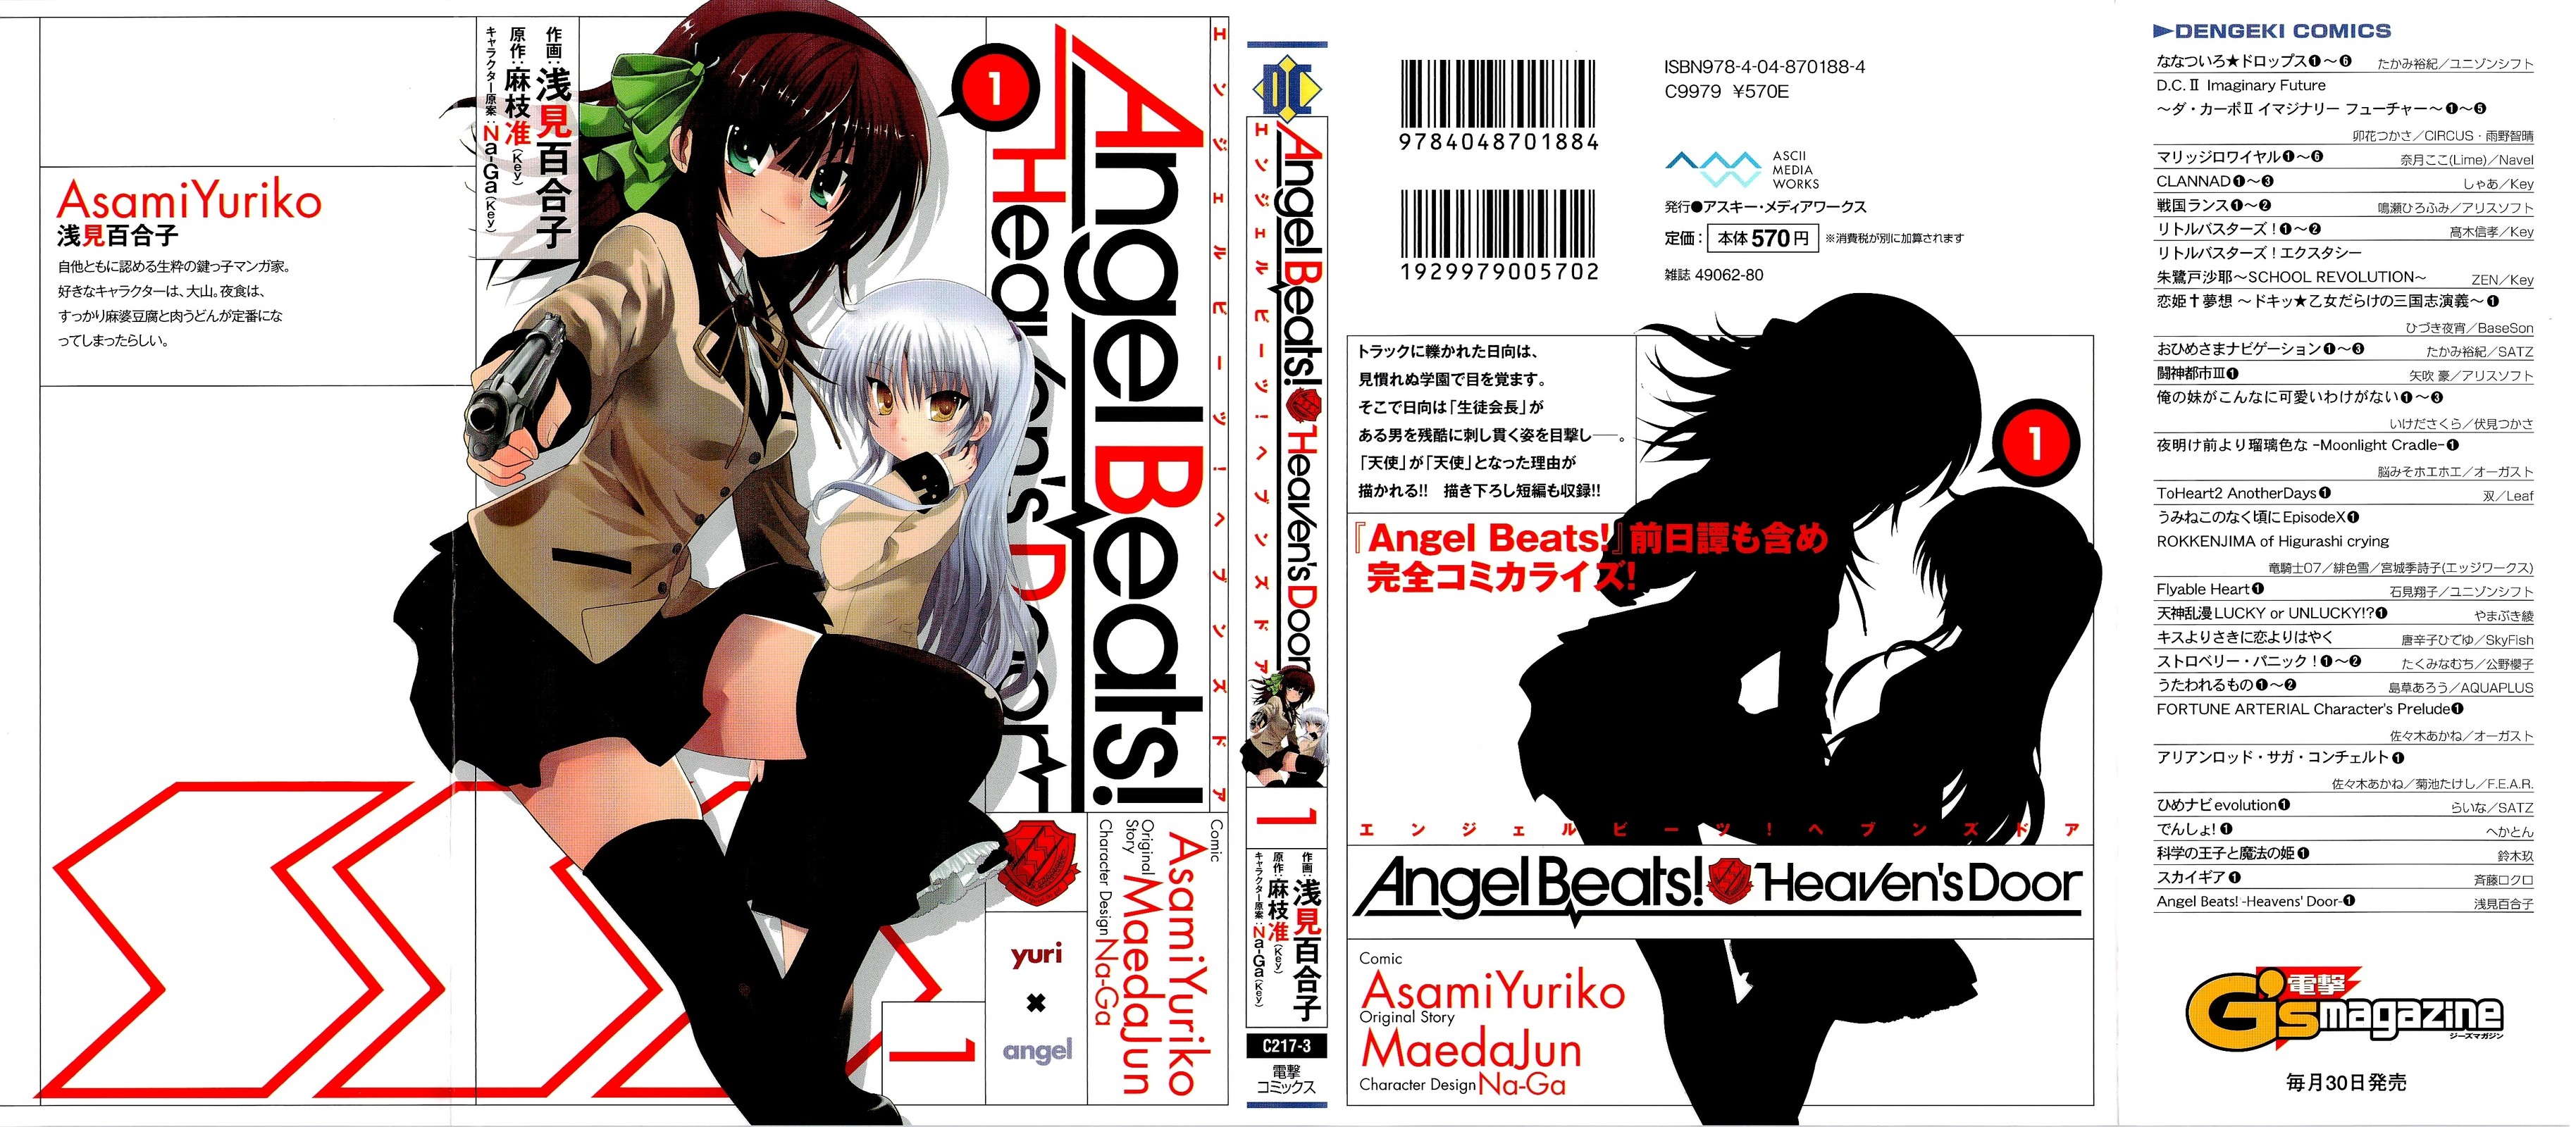 AsamiYuriko
浅見百合子
自他ともに認める生粋の鍵っ子マンガ家。
好きなキャラクターは、大山。夜食は、
すっかり麻婆豆腐と肉うどんが定番にな
ってしまったらしい。
作画:浅見百合子
原作:麻枝准(Key)
キャラクター原案:Na-Ga(Key)
1
エンジェルビーツ!ヘブンズドア
Angel Beats!
Heaven's Door
yuri
×
angel
1
Comic
AsamiYuriko
Original Story
MaedaJun
Character Design Na-Ga
DC
エンジェルビーツ!ヘブンズドア
Angel Beats! Heaven's Door
1
作画:浅見百合子
原作:麻枝准(Key)
キャラクター原案:Na-Ga(Key)
C217-3
電撃
コミックス
9784048701884
1929979005702
ISBN978-4-04-870188-4
C9979 ¥570E
ASCII
MEDIA
WORKS
発行●アスキー・メディアワークス
定価: 本体570円 ※消費税が別に加算されます
雑誌 49062-80
トラックに轢かれた日向は、
見慣れぬ学園で目を覚ます。
そこで日向は「生徒会長」が
ある男を残酷に刺し貫く姿を目撃し──。
「天使」が「天使」となった理由が
描かれる!! 描き下ろし短編も収録!!
『Angel Beats!』前日譚も含め
完全コミカライズ!
1
エンジェルビーツ!ヘブンズドア
Angel Beats! Heaven's Door
Comic
AsamiYuriko
Original Story
MaedaJun
Character Design Na-Ga
▶DENGEKI COMICS
ななついろ★ドロップス❶〜❻ たかみ裕紀/ユニゾンシフト
D.C.Ⅱ Imaginary Future
〜ダ・カーポⅡ イマジナリー フューチャー〜❶〜❺
卯花つかさ/CIRCUS・雨野智晴
マリッジロワイヤル❶〜❻ 奈月ここ(Lime)/Navel
CLANNAD❶〜❸ しゃあ/Key
戦国ランス❶〜❷ 鳴瀬ひろふみ/アリスソフト
リトルバスターズ!❶〜❷ 髙木信孝/Key
リトルバスターズ!エクスタシー
朱鷺戸沙耶〜SCHOOL REVOLUTION〜 ZEN/Key
恋姫†夢想 〜ドキッ★乙女だらけの三国志演義〜❶
ひづき夜宵/BaseSon
おひめさまナビゲーション❶〜❸ たかみ裕紀/SATZ
闘神都市Ⅲ❶ 矢吹 豪/アリスソフト
俺の妹がこんなに可愛いわけがない❶〜❸
いけださくら/伏見つかさ
夜明け前より瑠璃色な -Moonlight Cradle-❶
脳みそホエホエ/オーガスト
ToHeart2 AnotherDays❶ 双/Leaf
うみねこのなく頃に EpisodeX❶
ROKKENJIMA of Higurashi crying
竜騎士07/緋色雪/宮城季詩子(エッジワークス)
Flyable Heart❶ 石見翔子/ユニゾンシフト
天神乱漫 LUCKY or UNLUCKY!?❶ やまぶき綾
キスよりさきに恋よりはやく 唐辛子ひでゆ/SkyFish
ストロベリー・パニック!❶〜❷ たくみなむち/公野櫻子
うたわれるもの❶〜❷ 島草あろう/AQUAPLUS
FORTUNE ARTERIAL Character's Prelude❶
佐々木あかね/オーガスト
アリアンロッド・サガ・コンチェルト❶
佐々木あかね/菊池たけし/F.E.A.R.
ひめナビ evolution❶ らいな/SATZ
でんしょ!❶ へかとん
科学の王子と魔法の姫❶ 鈴木玖
スカイギア❶ 斉藤ロクロ
Angel Beats! -Heavens' Door-❶ 浅見百合子
電撃
G's magazine
ジーズマガジン
毎月30日発売